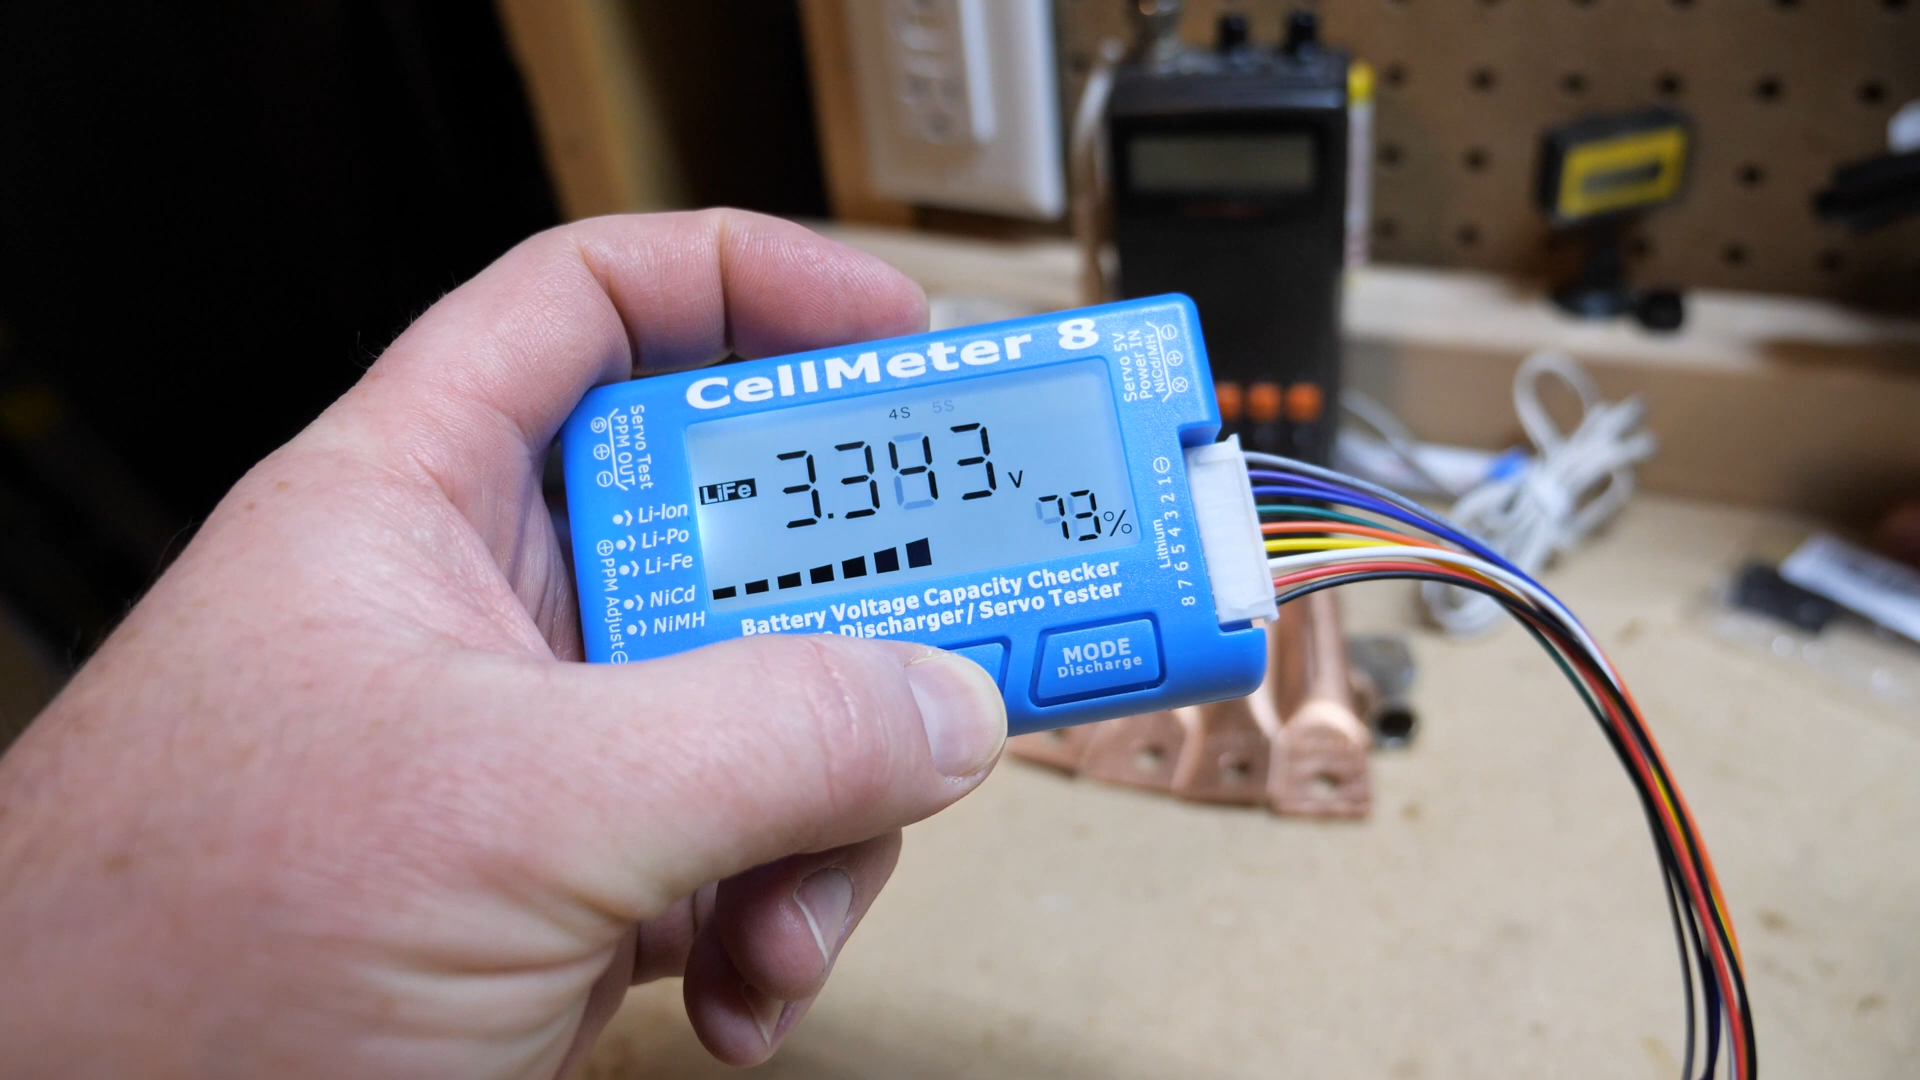 CellMeter 8
4S 5S
LiFe 3.343 v
73%
Servo Test
PPM OUT
S
Li-Ion
Li-Po
Li-Fe
NiCd
NiMH
PPM Adjust
Servo 5V
Power IN
NiCd/MH
Lithium
8 7 6 5 4 3 2 1
Battery Voltage Capacity Checker
Discharger/Servo Tester
MODE
Discharge